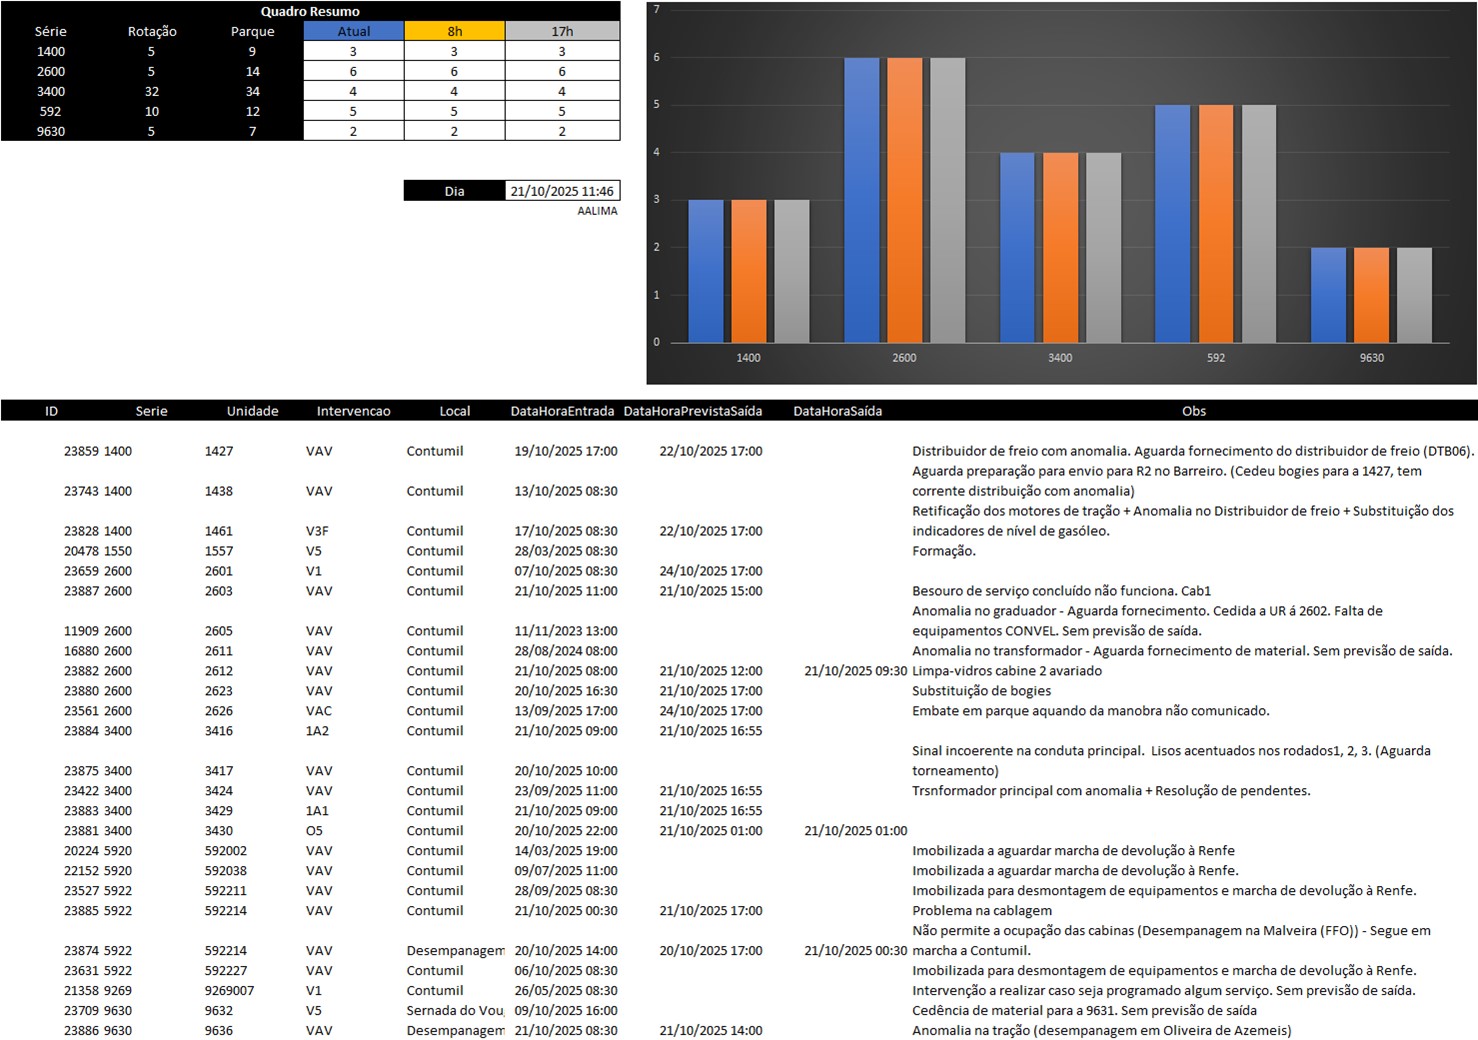 Quadro Resumo
Série Rotação Parque Atual 8h 17h
1400 5 9 3 3 3
2600 5 14 6 6 6
3400 32 34 4 4 4
592 10 12 5 5 5
9630 5 7 2 2 2
Dia 21/10/2025 11:46
AALIMA
7
6
5
4
3
2
1
0
1400 2600 3400 592 9630
ID Serie Unidade Intervencao Local DataHoraEntrada DataHoraPrevistaSaída DataHoraSaída Obs
23859 1400 1427 VAV Contumil 19/10/2025 17:00 22/10/2025 17:00 Distribuidor de freio com anomalia. Aguarda fornecimento do distribuidor de freio (DTB06).
Aguarda preparação para envio para R2 no Barreiro. (Cedeu bogies para a 1427, tem
23743 1400 1438 VAV Contumil 13/10/2025 08:30 corrente distribuição com anomalia)
Retificação dos motores de tração + Anomalia no Distribuidor de freio + Substituição dos
23828 1400 1461 V3F Contumil 17/10/2025 08:30 22/10/2025 17:00 indicadores de nível de gasóleo.
20478 1550 1557 V5 Contumil 28/03/2025 08:30 Formação.
23659 2600 2601 V1 Contumil 07/10/2025 08:30 24/10/2025 17:00
23887 2600 2603 VAV Contumil 21/10/2025 11:00 21/10/2025 15:00 Besouro de serviço concluído não funciona. Cab1
Anomalia no graduador - Aguarda fornecimento. Cedida a UR á 2602. Falta de
11909 2600 2605 VAV Contumil 11/11/2023 13:00 equipamentos CONVEL. Sem previsão de saída.
16880 2600 2611 VAV Contumil 28/08/2024 08:00 Anomalia no transformador - Aguarda fornecimento de material. Sem previsão de saída.
23882 2600 2612 VAV Contumil 21/10/2025 08:00 21/10/2025 12:00 21/10/2025 09:30 Limpa-vidros cabine 2 avariado
23880 2600 2623 VAV Contumil 20/10/2025 16:30 21/10/2025 17:00 Substituição de bogies
23561 2600 2626 VAC Contumil 13/09/2025 17:00 24/10/2025 17:00 Embate em parque aquando da manobra não comunicado.
23884 3400 3416 1A2 Contumil 21/10/2025 09:00 21/10/2025 16:55
Sinal incoerente na conduta principal. Lisos acentuados nos rodados1, 2, 3. (Aguarda
23875 3400 3417 VAV Contumil 20/10/2025 10:00 torneamento)
23422 3400 3424 VAV Contumil 23/09/2025 11:00 21/10/2025 16:55 Trsnformador principal com anomalia + Resolução de pendentes.
23883 3400 3429 1A1 Contumil 21/10/2025 09:00 21/10/2025 16:55
23881 3400 3430 O5 Contumil 20/10/2025 22:00 21/10/2025 01:00 21/10/2025 01:00
20224 5920 592002 VAV Contumil 14/03/2025 19:00 Imobilizada a aguardar marcha de devolução à Renfe
22152 5920 592038 VAV Contumil 09/07/2025 11:00 Imobilizada a aguardar marcha de devolução à Renfe.
23527 5922 592211 VAV Contumil 28/09/2025 08:30 Imobilizada para desmontagem de equipamentos e marcha de devolução à Renfe.
23885 5922 592214 VAV Contumil 21/10/2025 00:30 21/10/2025 17:00 Problema na cablagem
Não permite a ocupação das cabinas (Desempanagem na Malveira (FFO)) - Segue em
23874 5922 592214 VAV Desempanagem 20/10/2025 14:00 20/10/2025 17:00 21/10/2025 00:30 marcha a Contumil.
23631 5922 592227 VAV Contumil 06/10/2025 08:30 Imobilizada para desmontagem de equipamentos e marcha de devolução à Renfe.
21358 9269 9269007 V1 Contumil 26/05/2025 08:30 Intervenção a realizar caso seja programado algum serviço. Sem previsão de saída.
23709 9630 9632 V5 Sernada do Vou 09/10/2025 16:00 Cedência de material para a 9631. Sem previsão de saída
23886 9630 9636 VAV Desempanagem 21/10/2025 08:30 21/10/2025 14:00 Anomalia na tração (desempanagem em Oliveira de Azemeis)